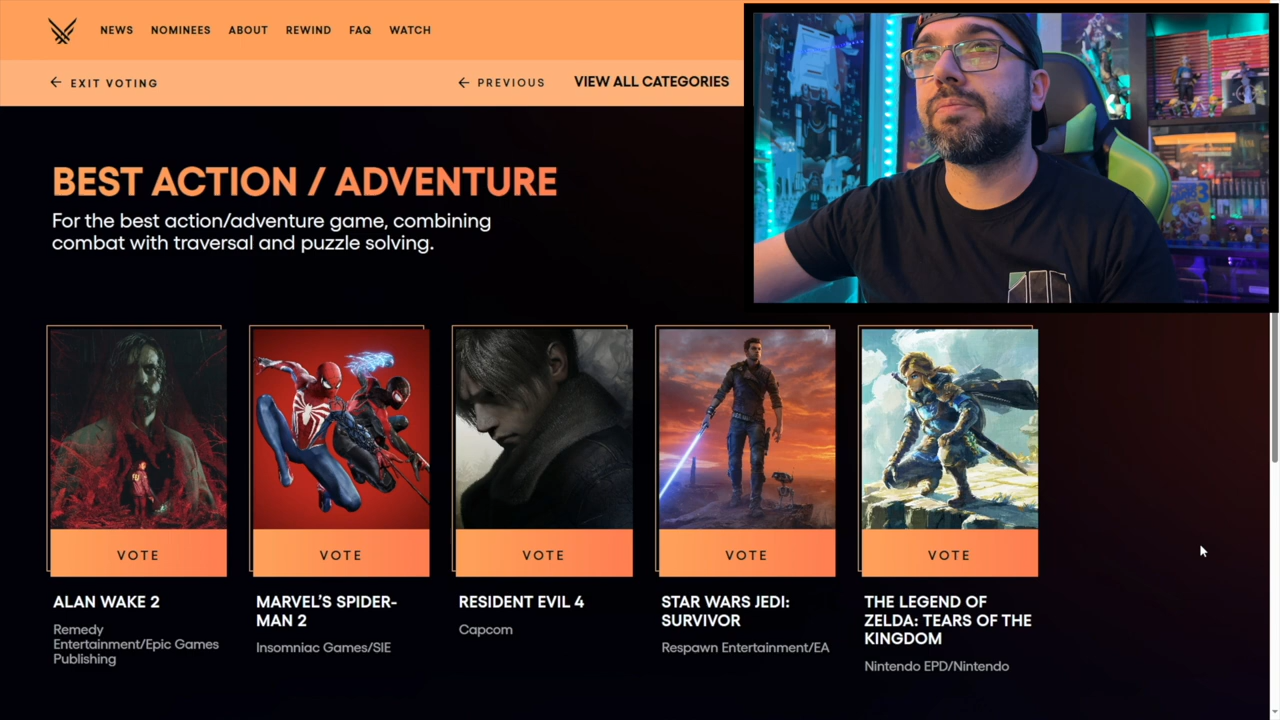 NEWS NOMINEES ABOUT REWIND FAQ WATCH
← EXIT VOTING
← PREVIOUS
VIEW ALL CATEGORIES
BEST ACTION / ADVENTURE
For the best action/adventure game, combining
combat with traversal and puzzle solving.
VOTE
VOTE
VOTE
VOTE
VOTE
ALAN WAKE 2
Remedy
Entertainment/Epic Games
Publishing
MARVEL'S SPIDER-
MAN 2
Insomniac Games/SIE
RESIDENT EVIL 4
Capcom
STAR WARS JEDI:
SURVIVOR
Respawn Entertainment/EA
THE LEGEND OF
ZELDA: TEARS OF THE
KINGDOM
Nintendo EPD/Nintendo